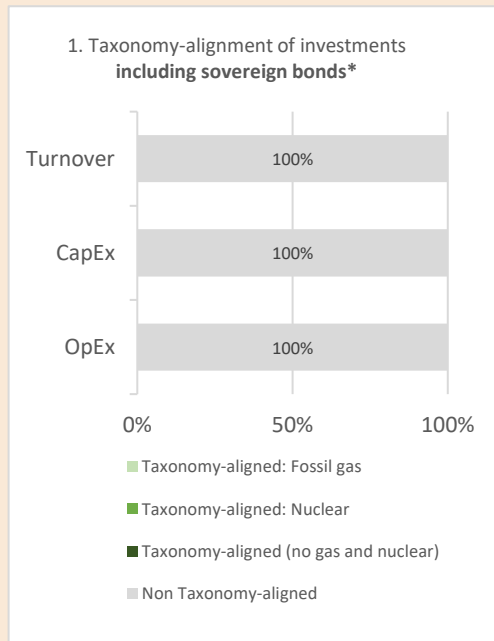 1. Taxonomy-alignment of investments
including sovereign bonds*
Turnover
100%
CapEx
100%
OpEx
100%
0%
50%
100%
Taxonomy-aligned: Fossil gas
Taxonomy-aligned: Nuclear
Taxonomy-aligned (no gas and nuclear)
Non Taxonomy-aligned